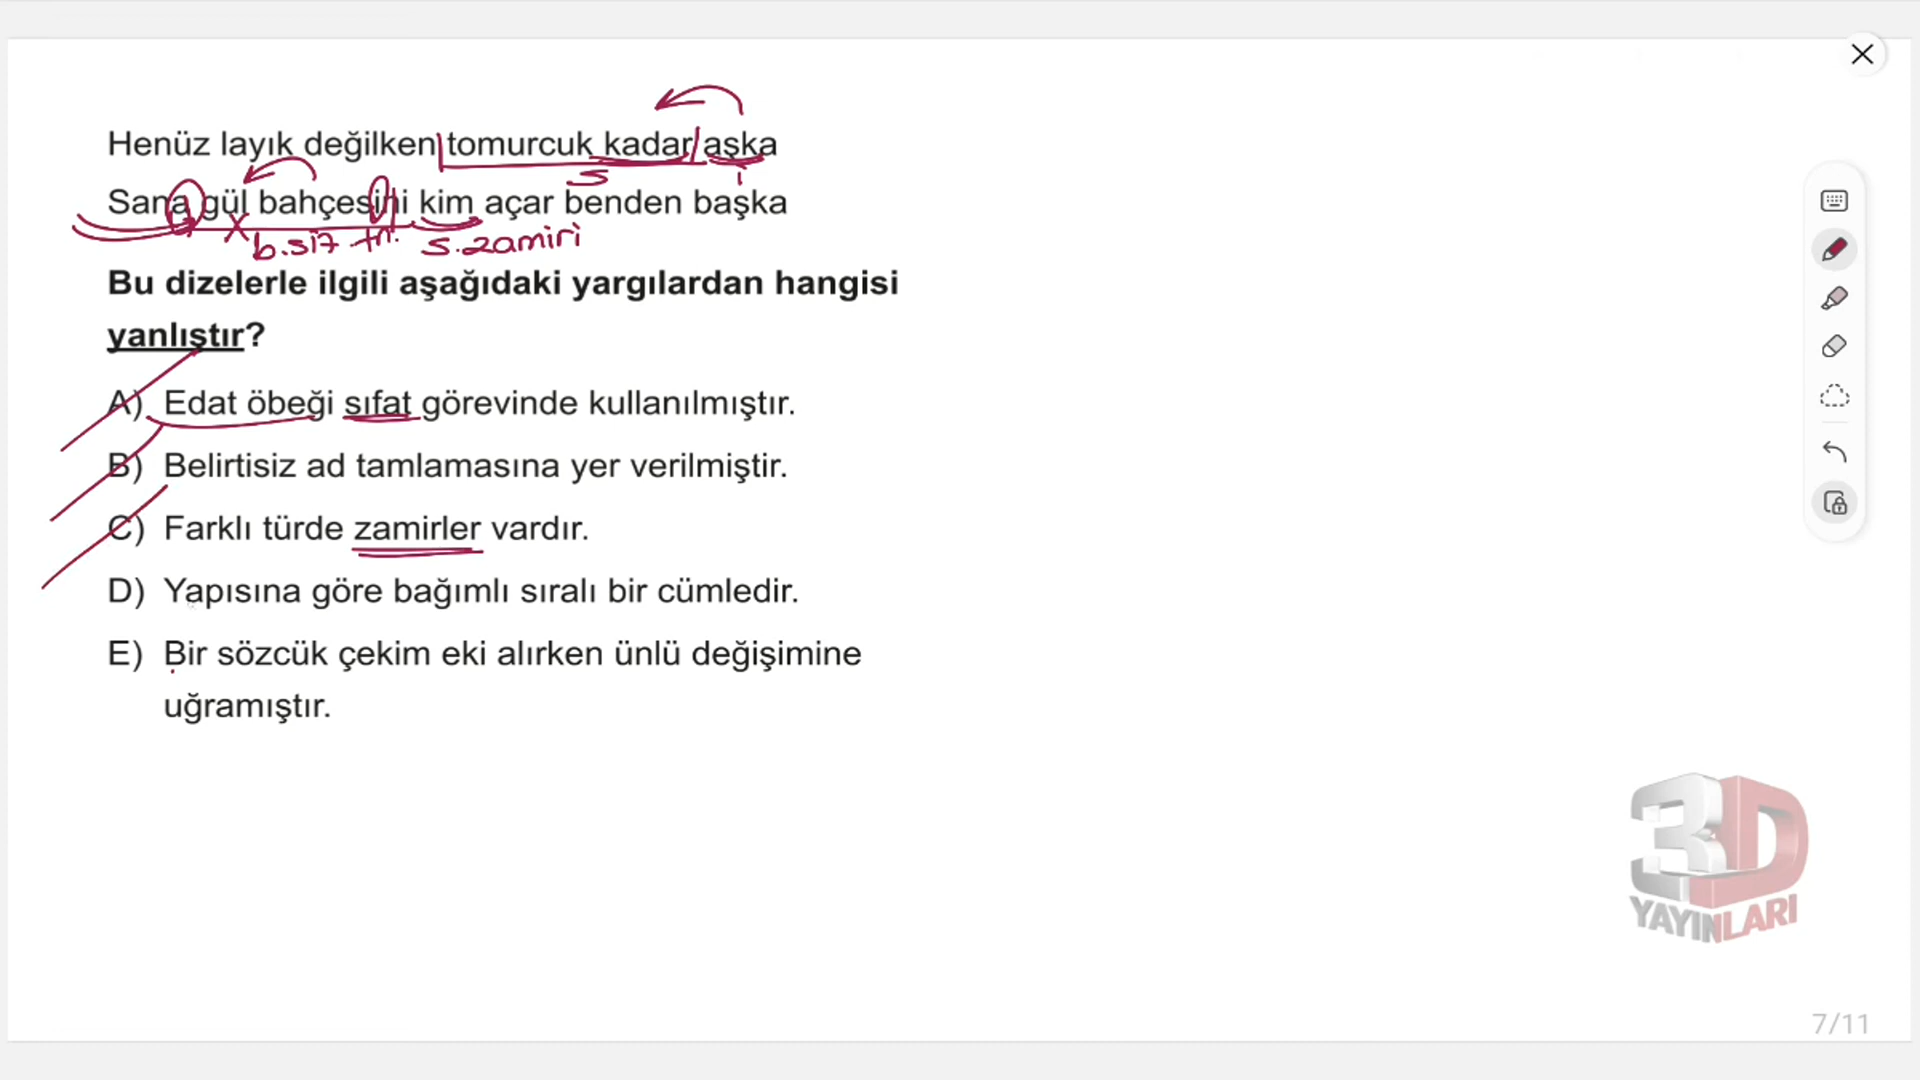 Henüz layık değilken tomurcuk kadar aşka
S
i
Sana gül bahçesini kim açar benden başka
b.siz tn.
s.zamiri
Bu dizelerle ilgili aşağıdaki yargılardan hangisi
yanlıştır?
A) Edat öbeği sıfat görevinde kullanılmıştır.
B) Belirtisiz ad tamlamasına yer verilmiştir.
C) Farklı türde zamirler vardır.
D) Yapısına göre bağımlı sıralı bir cümledir.
E) Bir sözcük çekim eki alırken ünlü değişimine
uğramıştır.
3D
YAYINLARI
7/11